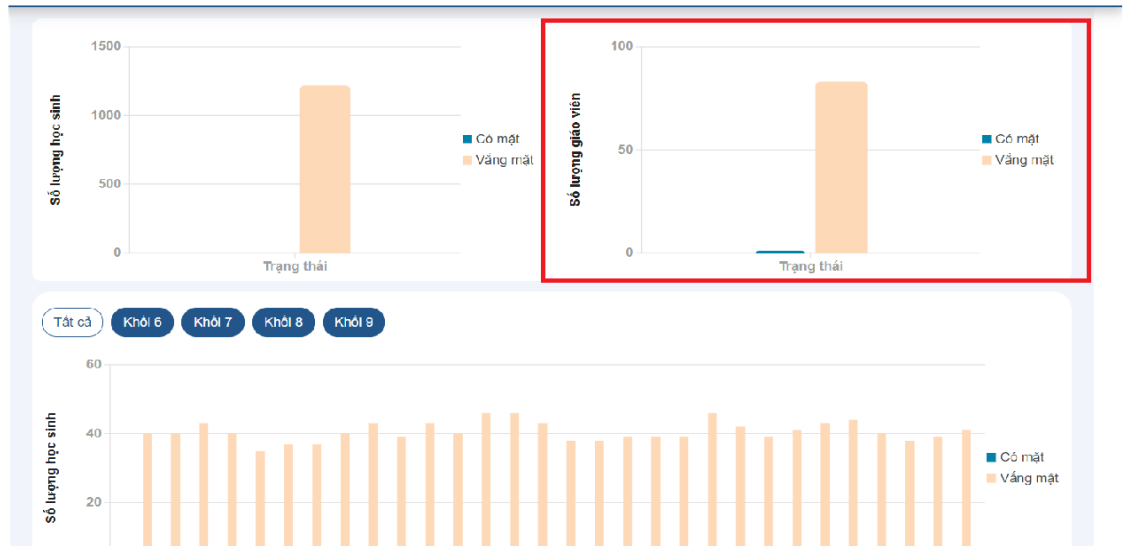 1500
1000
500
0
Số lượng học sinh
Trạng thái
Có mặt
Vắng mặt
100
50
0
Số lượng giáo viên
Trạng thái
Có mặt
Vắng mặt
Tất cả Khối 6 Khối 7 Khối 8 Khối 9
60
40
20
Số lượng học sinh
Có mặt
Vắng mặt